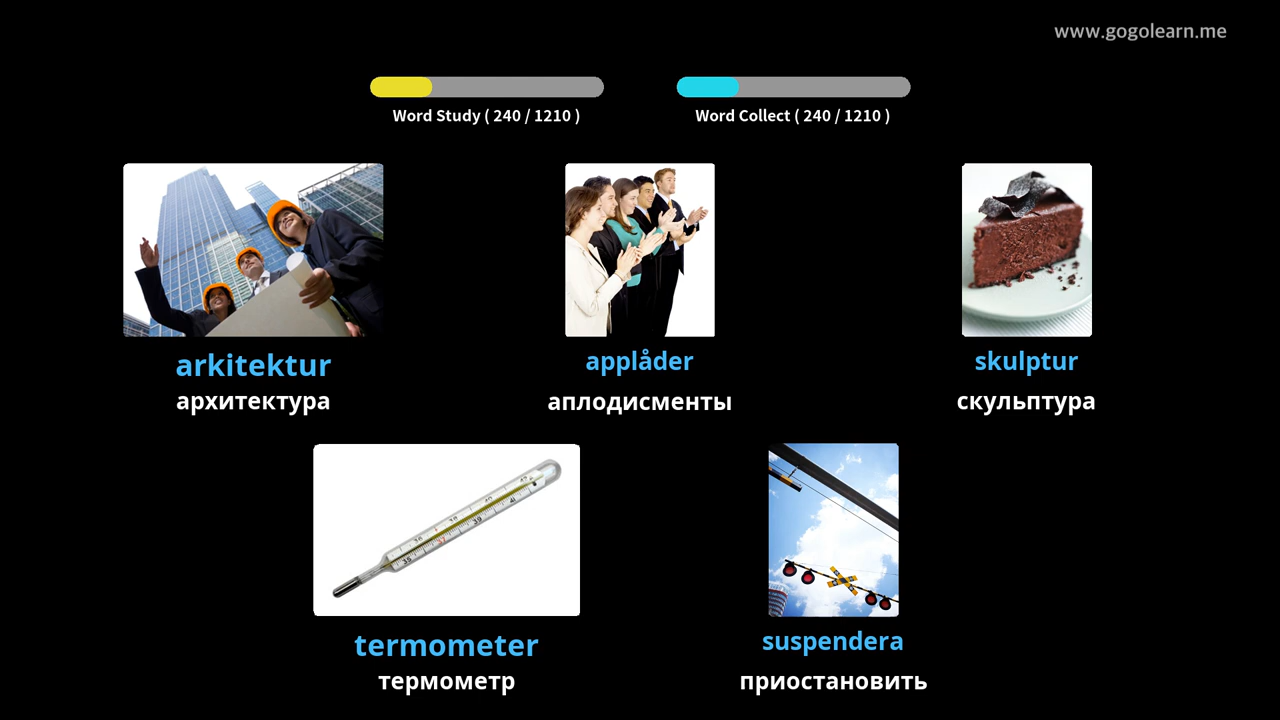 www.gogolearn.me
Word Study ( 240 / 1210 )
Word Collect ( 240 / 1210 )
arkitektur
архитектура
applåder
аплодисменты
skulptur
скульптура
termometer
термометр
suspendera
приостановить